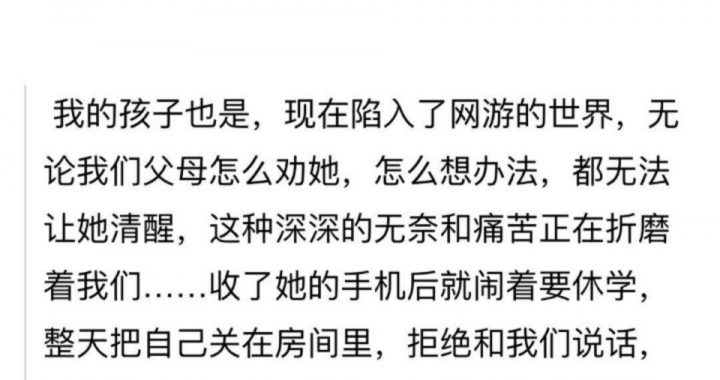 我的孩子也是，现在陷入了网游的世界，无
论我们父母怎么劝她，怎么想办法，都无法
让她清醒，这种深深的无奈和痛苦正在折磨
着我们……收了她的手机后就闹着要休学，
整天把自己关在房间里，拒绝和我们说话，